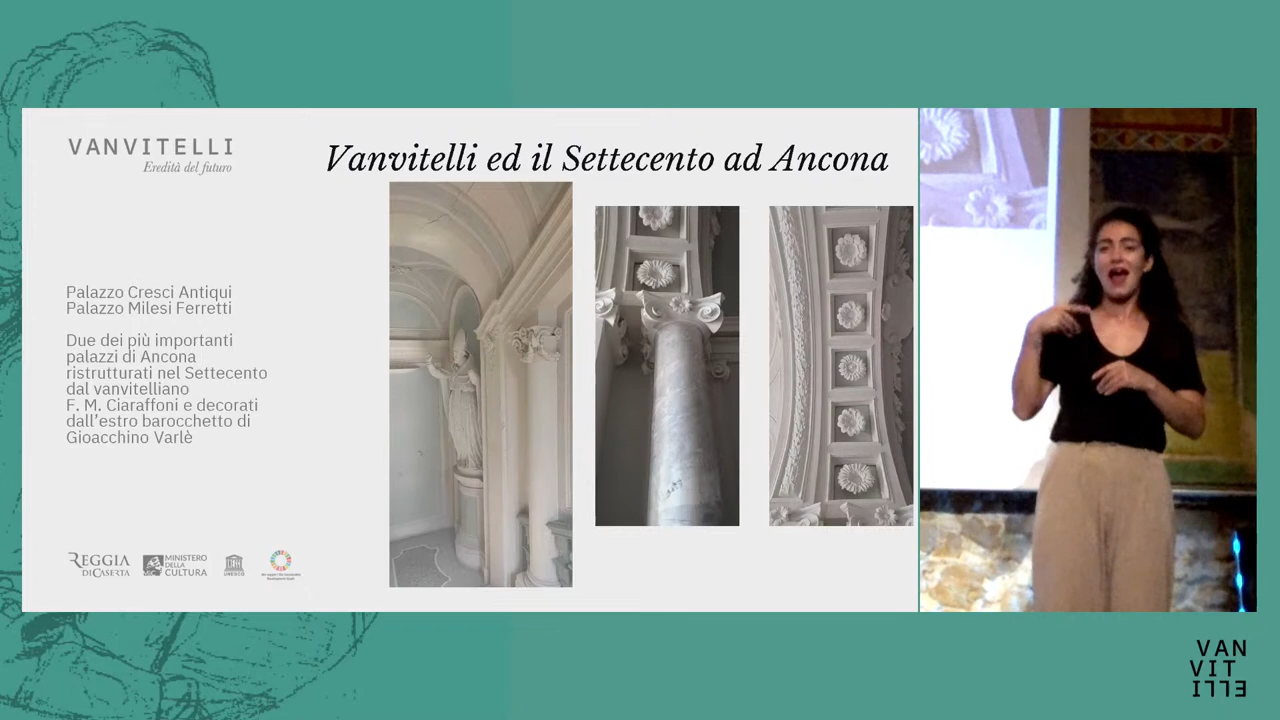 VANVITELLI
Eredità del futuro
Vanvitelli ed il Settecento ad Ancona
Palazzo Cresci Antiqui
Palazzo Milesi Ferretti
Due dei più importanti
palazzi di Ancona
ristrutturati nel Settecento
dal vanvitelliano
F. M. Ciaraffoni e decorati
dall'estro barocchetto di
Gioacchino Varlè
REGGIA
DI CASERTA
MiC
MINISTERO
DELLA
CULTURA
UNESCO
VAN
VIT
ELLI